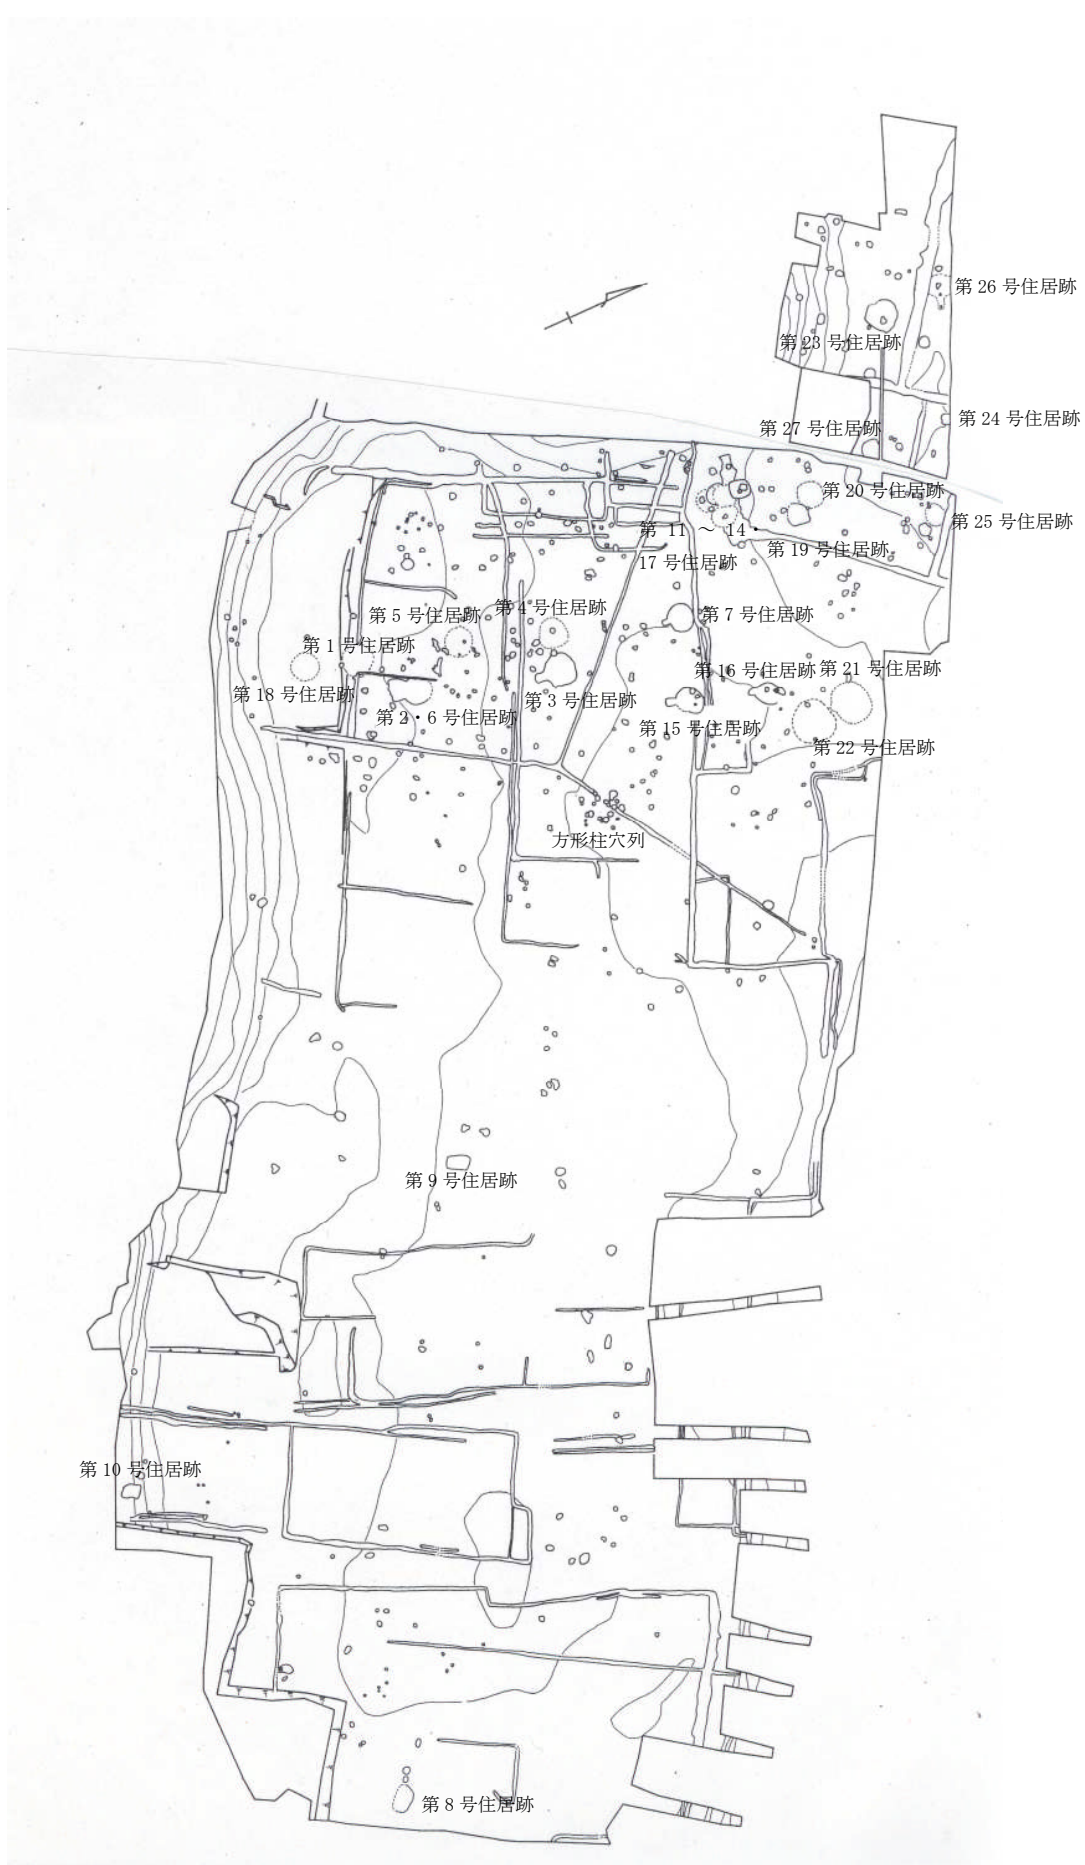 第 26 号住居跡
第 23 号住居跡
第 24 号住居跡
第 27 号住居跡
第 20 号住居跡
第 25 号住居跡
第 11 ～ 14・
17 号住居跡
第 19 号住居跡
第 5 号住居跡
第 4 号住居跡
第 7 号住居跡
第 1 号住居跡
第 16 号住居跡
第 21 号住居跡
第 18 号住居跡
第 3 号住居跡
第 2・6 号住居跡
第 15 号住居跡
第 22 号住居跡
方形柱穴列
第 9 号住居跡
第 10 号住居跡
第 8 号住居跡